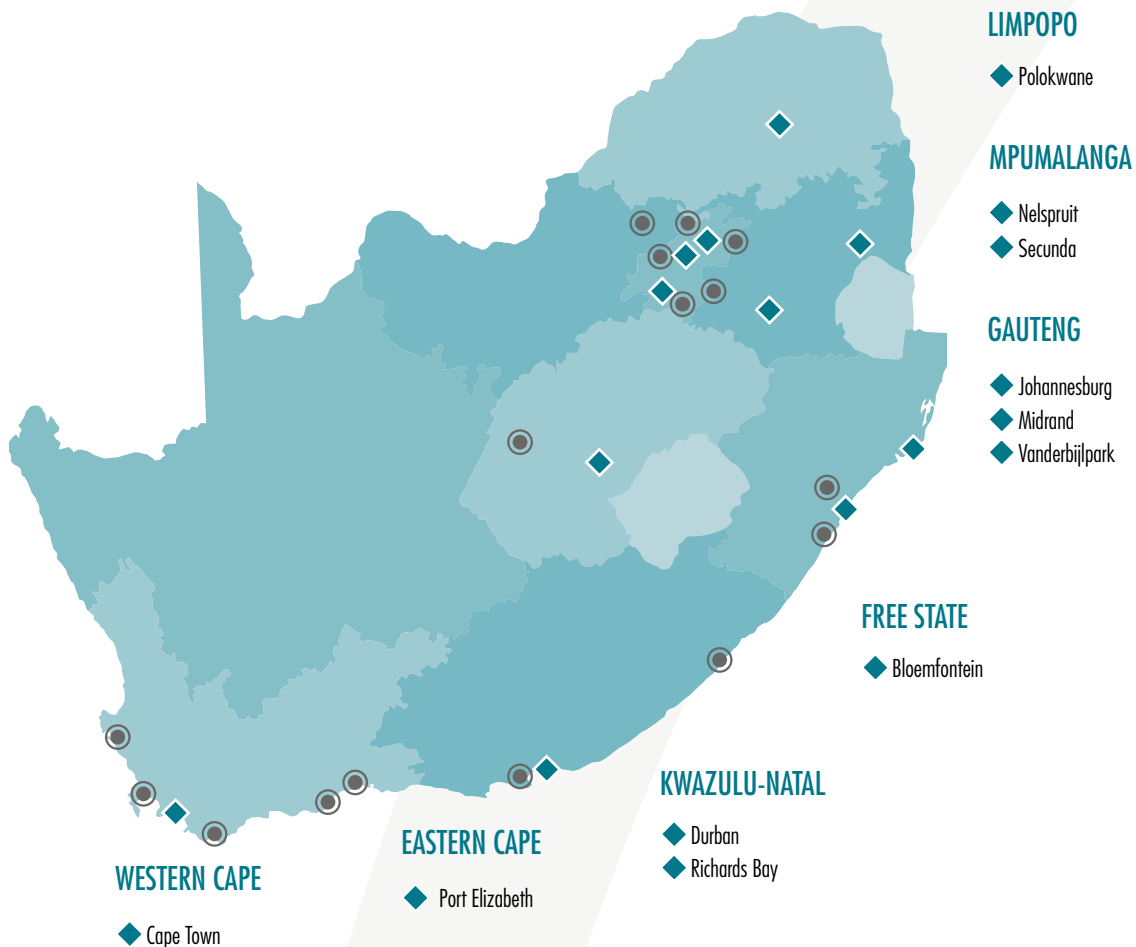 LIMPOPO
Polokwane
MPUMALANGA
Nelspruit
Secunda
GAUTENG
Johannesburg
Midrand
Vanderbijlpark
FREE STATE
Bloemfontein
KWAZULU-NATAL
Durban
Richards Bay
EASTERN CAPE
Port Elizabeth
WESTERN CAPE
Cape Town